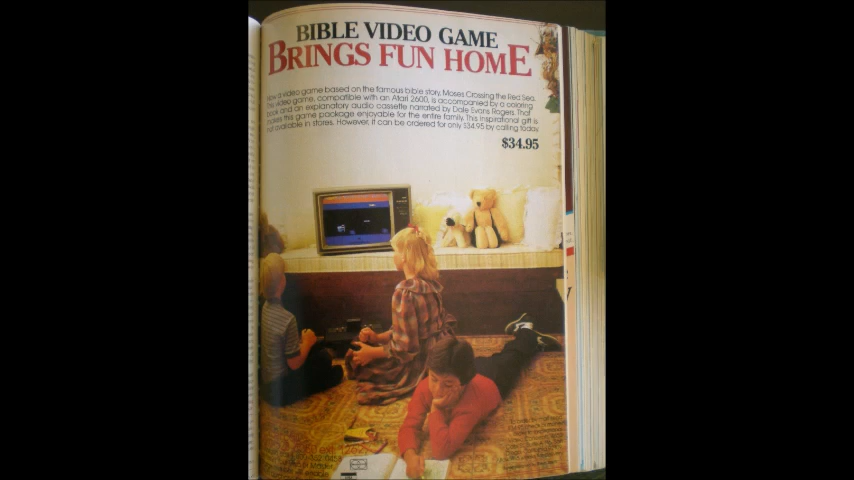 BIBLE VIDEO GAME
BRINGS FUN HOME
Now a video game based on the famous bible story, Moses Crossing the Red Sea.
This video game, compatible with an Atari 2600, is accompanied by a coloring
book and an explanatory audio cassette narrated by Dale Evans Rogers. That
makes this game package enjoyable for the entire family. This inspirational gift is
not available in stores. However, it can be ordered for only $34.95 by calling today.
$34.95